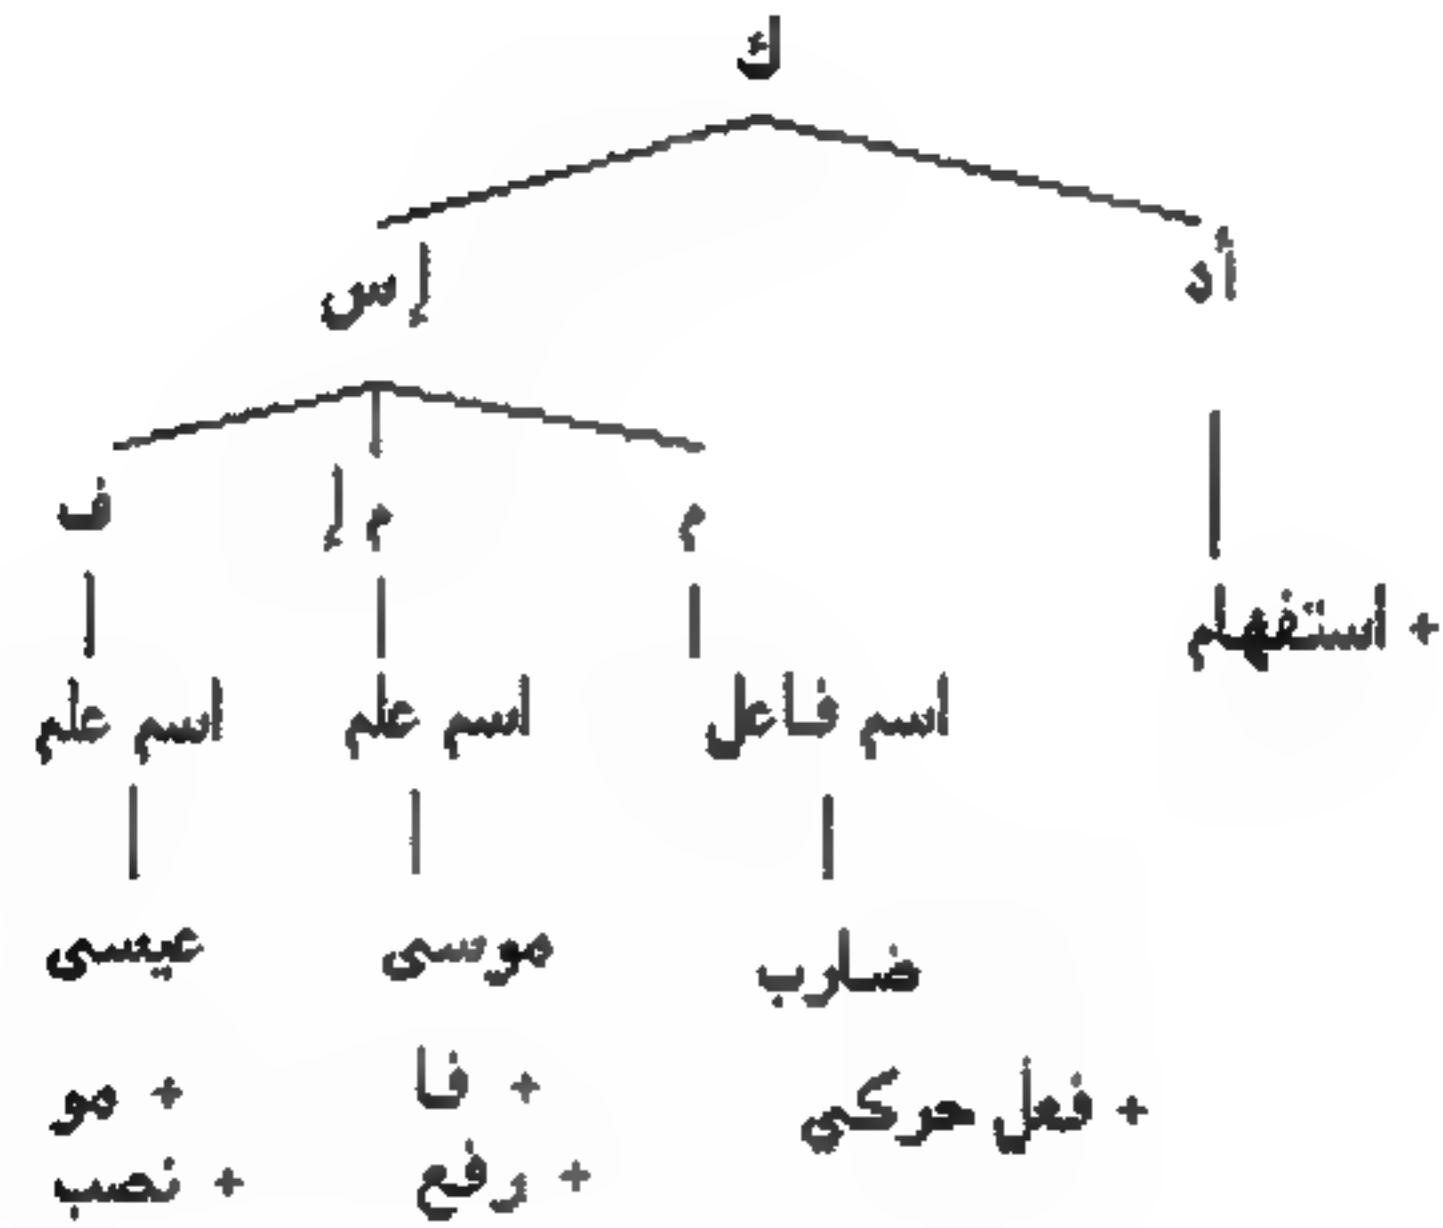 ك
أد إس
م م إ ف
+ استفهام
اسم فاعل اسم علم اسم علم
ضارب موسى عيسى
+ فعل حركي + فا + مو
+ رفع + نصب